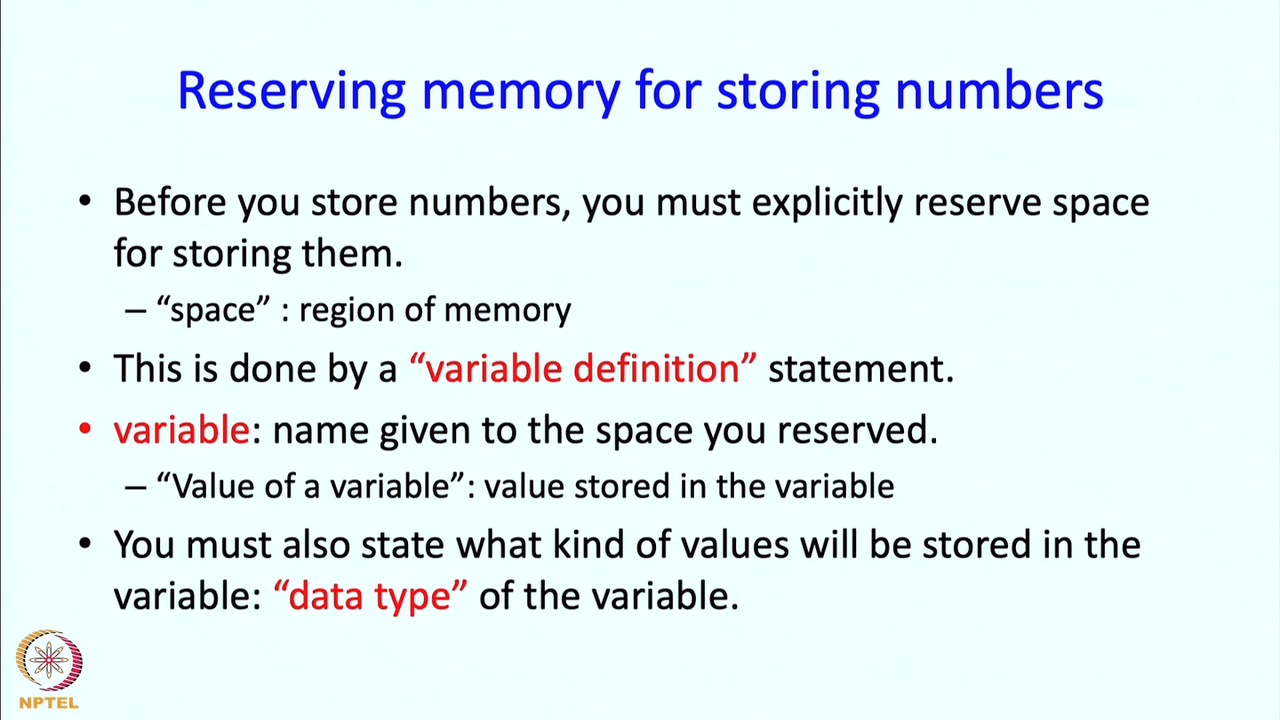 Reserving memory for storing numbers
• Before you store numbers, you must explicitly reserve space
for storing them.
– “space” : region of memory
• This is done by a “variable definition” statement.
• variable: name given to the space you reserved.
– “Value of a variable”: value stored in the variable
• You must also state what kind of values will be stored in the
variable: “data type” of the variable.
NPTEL